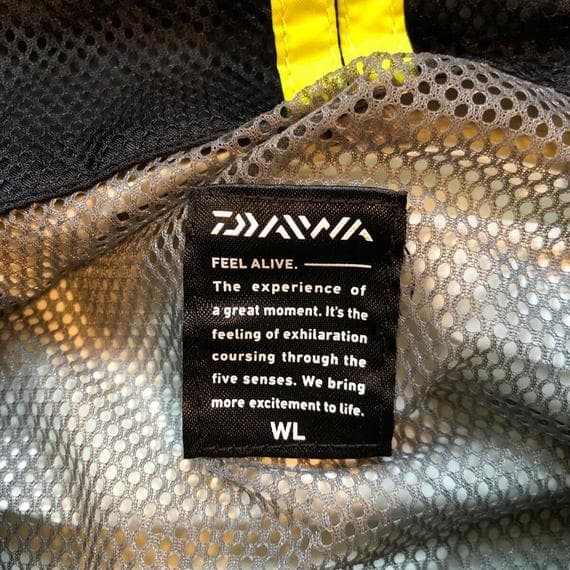 DAIWA
FEEL ALIVE.
The experience of
a great moment. It's the
feeling of exhilaration
coursing through the
five senses. We bring
more excitement to life.
WL